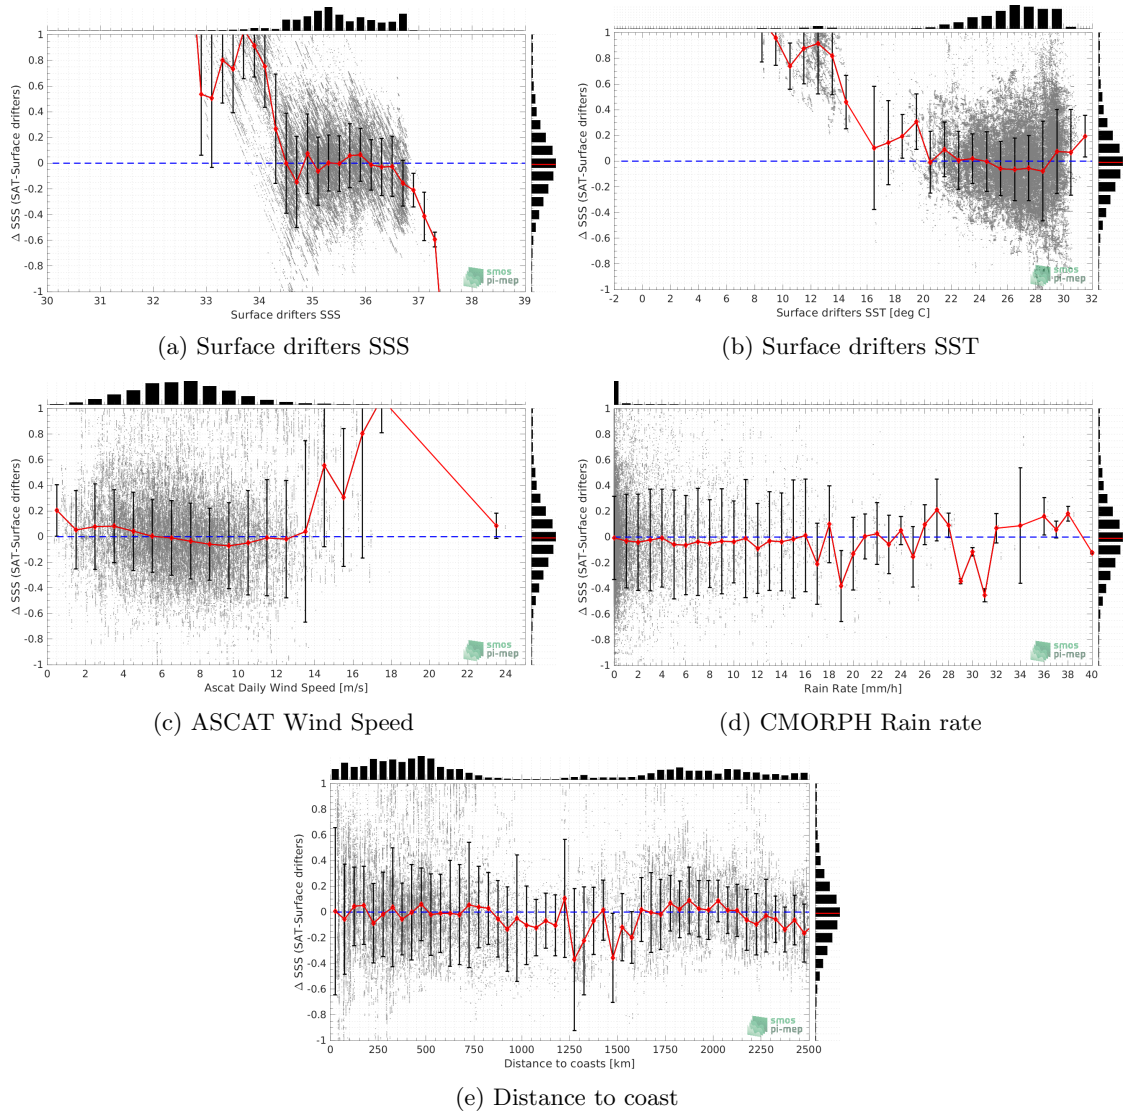 Δ SSS (SAT-Surface drifters)
1
0.8
0.6
0.4
0.2
0
-0.2
-0.4
-0.6
-0.8
-1
30 31 32 33 34 35 36 37 38 39
Surface drifters SSS
smos
pi-mep
(a) Surface drifters SSS
Δ SSS (SAT-Surface drifters)
1
0.8
0.6
0.4
0.2
0
-0.2
-0.4
-0.6
-0.8
-1
-2 0 2 4 6 8 10 12 14 16 18 20 22 24 26 28 30 32
Surface drifters SST [deg C]
smos
pi-mep
(b) Surface drifters SST
Δ SSS (SAT-Surface drifters)
1
0.8
0.6
0.4
0.2
0
-0.2
-0.4
-0.6
-0.8
-1
0 2 4 6 8 10 12 14 16 18 20 22 24
Ascat Daily Wind Speed [m/s]
smos
pi-mep
(c) ASCAT Wind Speed
Δ SSS (SAT-Surface drifters)
1
0.8
0.6
0.4
0.2
0
-0.2
-0.4
-0.6
-0.8
-1
0 2 4 6 8 10 12 14 16 18 20 22 24 26 28 30 32 34 36 38 40
Rain Rate [mm/h]
smos
pi-mep
(d) CMORPH Rain rate
Δ SSS (SAT-Surface drifters)
1
0.8
0.6
0.4
0.2
0
-0.2
-0.4
-0.6
-0.8
-1
0 250 500 750 1000 1250 1500 1750 2000 2250 2500
Distance to coasts [km]
smos
pi-mep
(e) Distance to coast